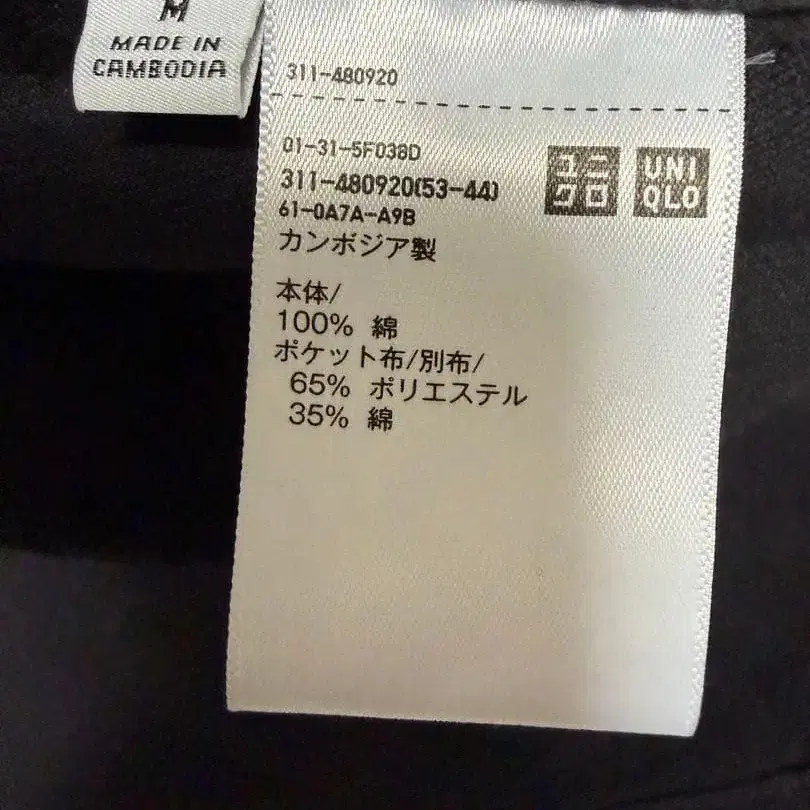 M
MADE IN
CAMBODIA
311-480920
01-31-5F038D
311-480920(53-44)
61-0A7A-A9B
カンボジア製
ユニ
クロ
UNI
QLO
本体/
100% 綿
ポケット布/別布/
65% ポリエステル
35% 綿